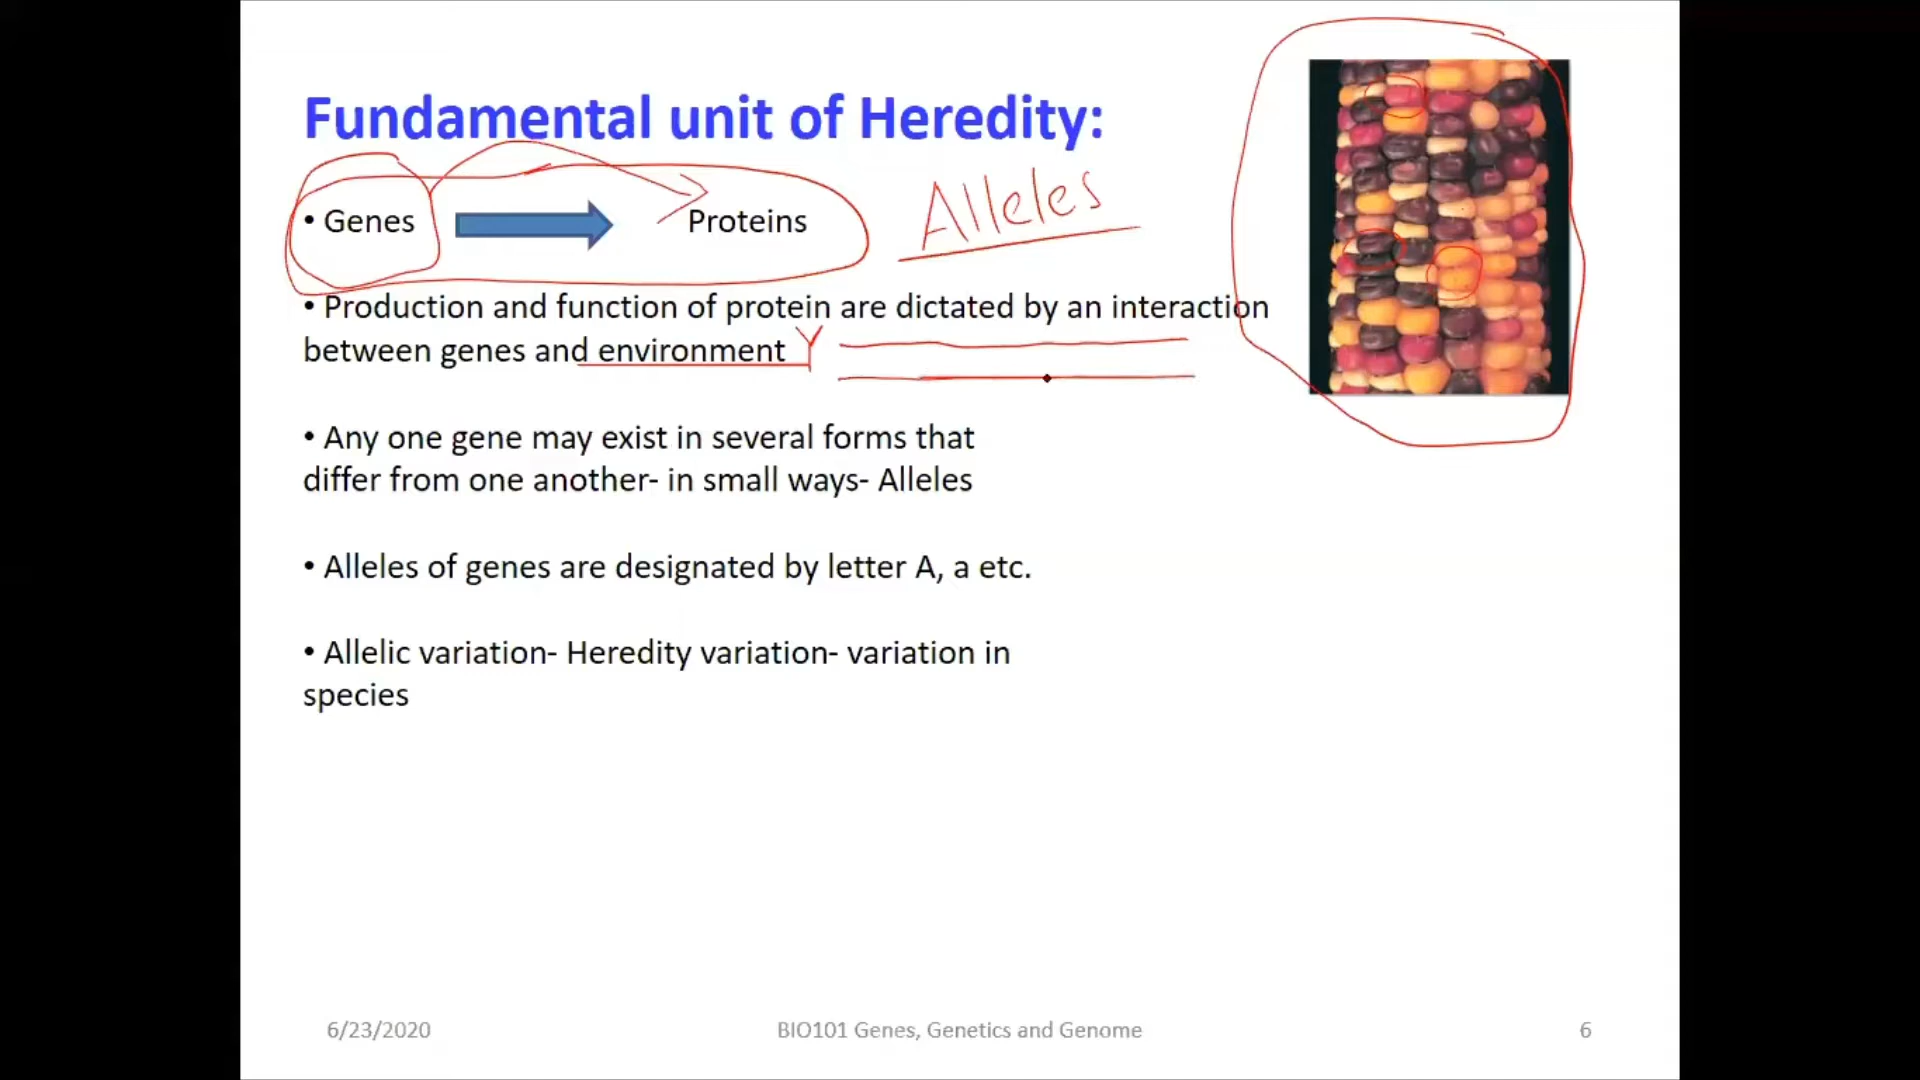 Fundamental unit of Heredity:
• Genes Proteins Alleles
• Production and function of protein are dictated by an interaction
between genes and environment
• Any one gene may exist in several forms that
differ from one another- in small ways- Alleles
• Alleles of genes are designated by letter A, a etc.
• Allelic variation- Heredity variation- variation in
species
6/23/2020 BIO101 Genes, Genetics and Genome 6